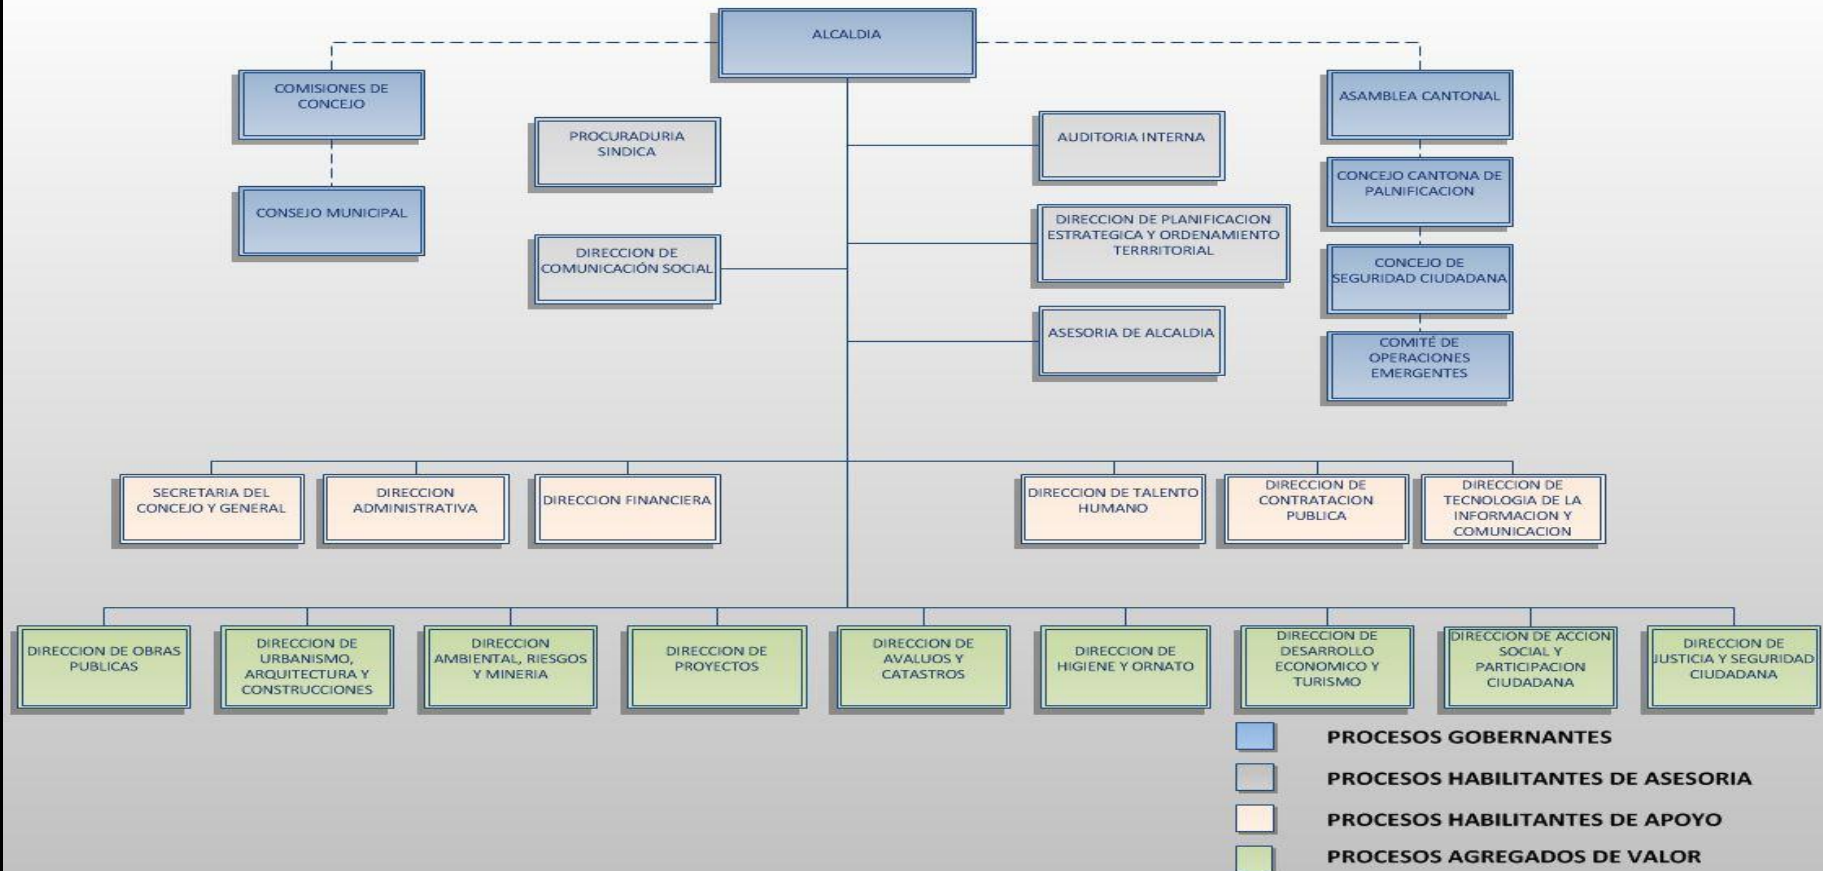 ALCALDIA
COMISIONES DE
CONCEJO
CONSEJO MUNICIPAL
PROCURADURIA
SINDICA
DIRECCION DE
COMUNICACIÓN SOCIAL
AUDITORIA INTERNA
DIRECCION DE PLANIFICACION
ESTRATEGICA Y ORDENAMIENTO
TERRRITORIAL
ASESORIA DE ALCALDIA
ASAMBLEA CANTONAL
CONCEJO CANTONA DE
PALNIFICACION
CONCEJO DE
SEGURIDAD CIUDADANA
COMITÉ DE
OPERACIONES
EMERGENTES
SECRETARIA DEL
CONCEJO Y GENERAL
DIRECCION
ADMINISTRATIVA
DIRECCION FINANCIERA
DIRECCION DE TALENTO
HUMANO
DIRECCION DE
CONTRATACION
PUBLICA
DIRECCION DE
TECNOLOGIA DE LA
INFORMACION Y
COMUNICACION
DIRECCION DE OBRAS
PUBLICAS
DIRECCION DE
URBANISMO,
ARQUITECTURA Y
CONSTRUCCIONES
DIRECCION
AMBIENTAL, RIESGOS
Y MINERIA
DIRECCION DE
PROYECTOS
DIRECCION DE
AVALUOS Y
CATASTROS
DIRECCION DE
HIGIENE Y ORNATO
DIRECCION DE
DESARROLLO
ECONOMICO Y
TURISMO
DIRECCION DE ACCION
SOCIAL Y
PARTICIPACION
CIUDADANA
DIRECCION DE
JUSTICIA Y SEGURIDAD
CIUDADANA
PROCESOS GOBERNANTES
PROCESOS HABILITANTES DE ASESORIA
PROCESOS HABILITANTES DE APOYO
PROCESOS AGREGADOS DE VALOR